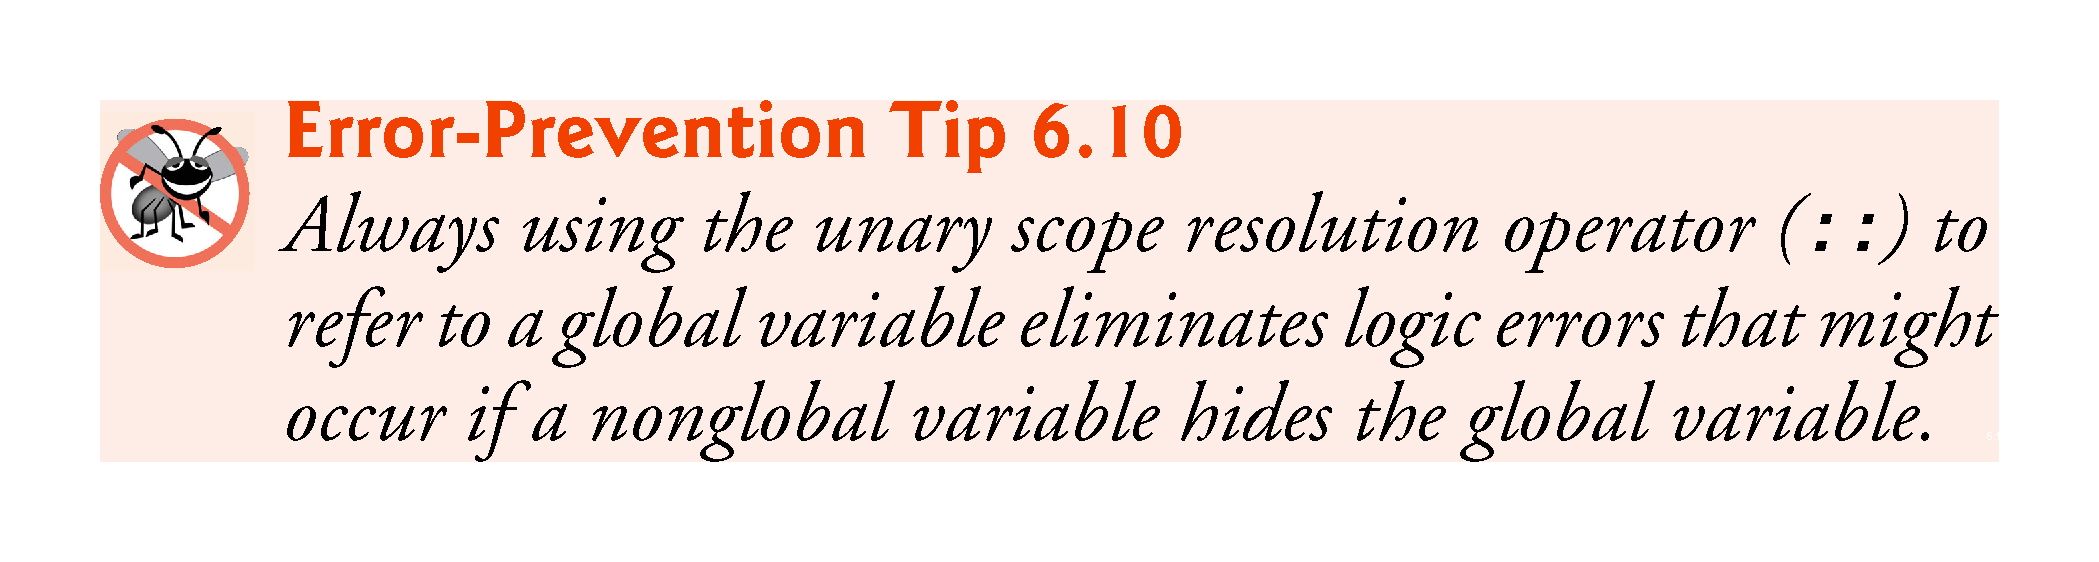 Error-Prevention Tip 6.10
Always using the unary scope resolution operator (::) to
refer to a global variable eliminates logic errors that might
occur if a nonglobal variable hides the global variable.